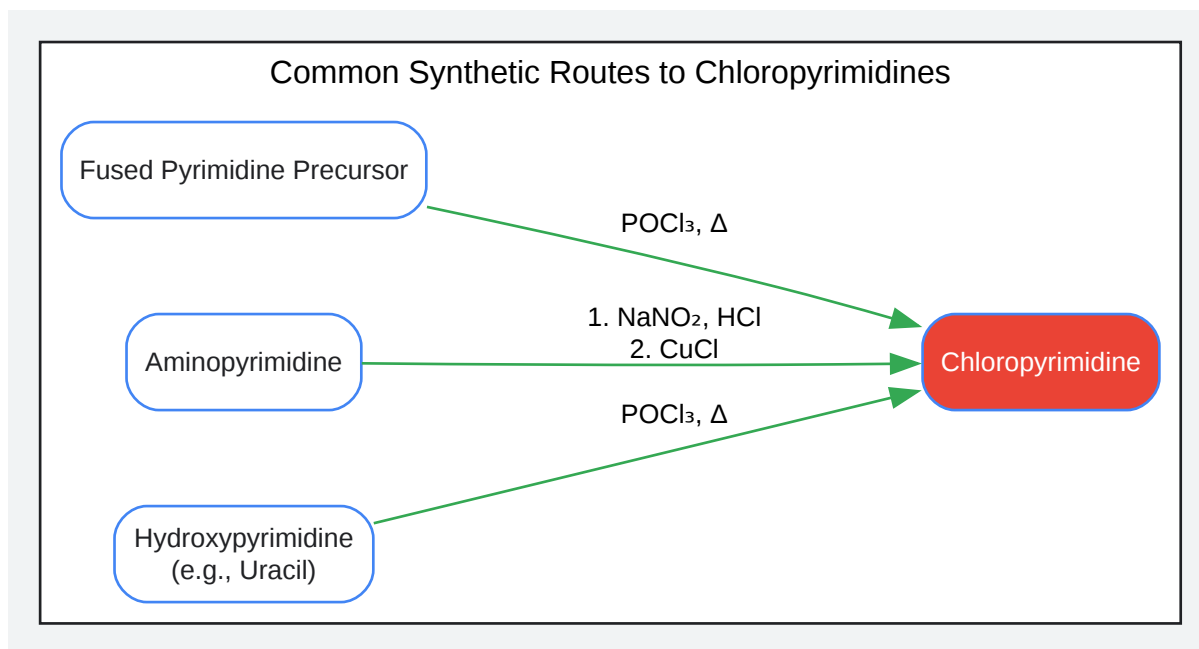 Common Synthetic Routes to Chloropyrimidines
Fused Pyrimidine Precursor
POCl₃, Δ
1. NaNO₂, HCl
2. CuCl
Aminopyrimidine
Chloropyrimidine
POCl₃, Δ
Hydroxypyrimidine
(e.g., Uracil)